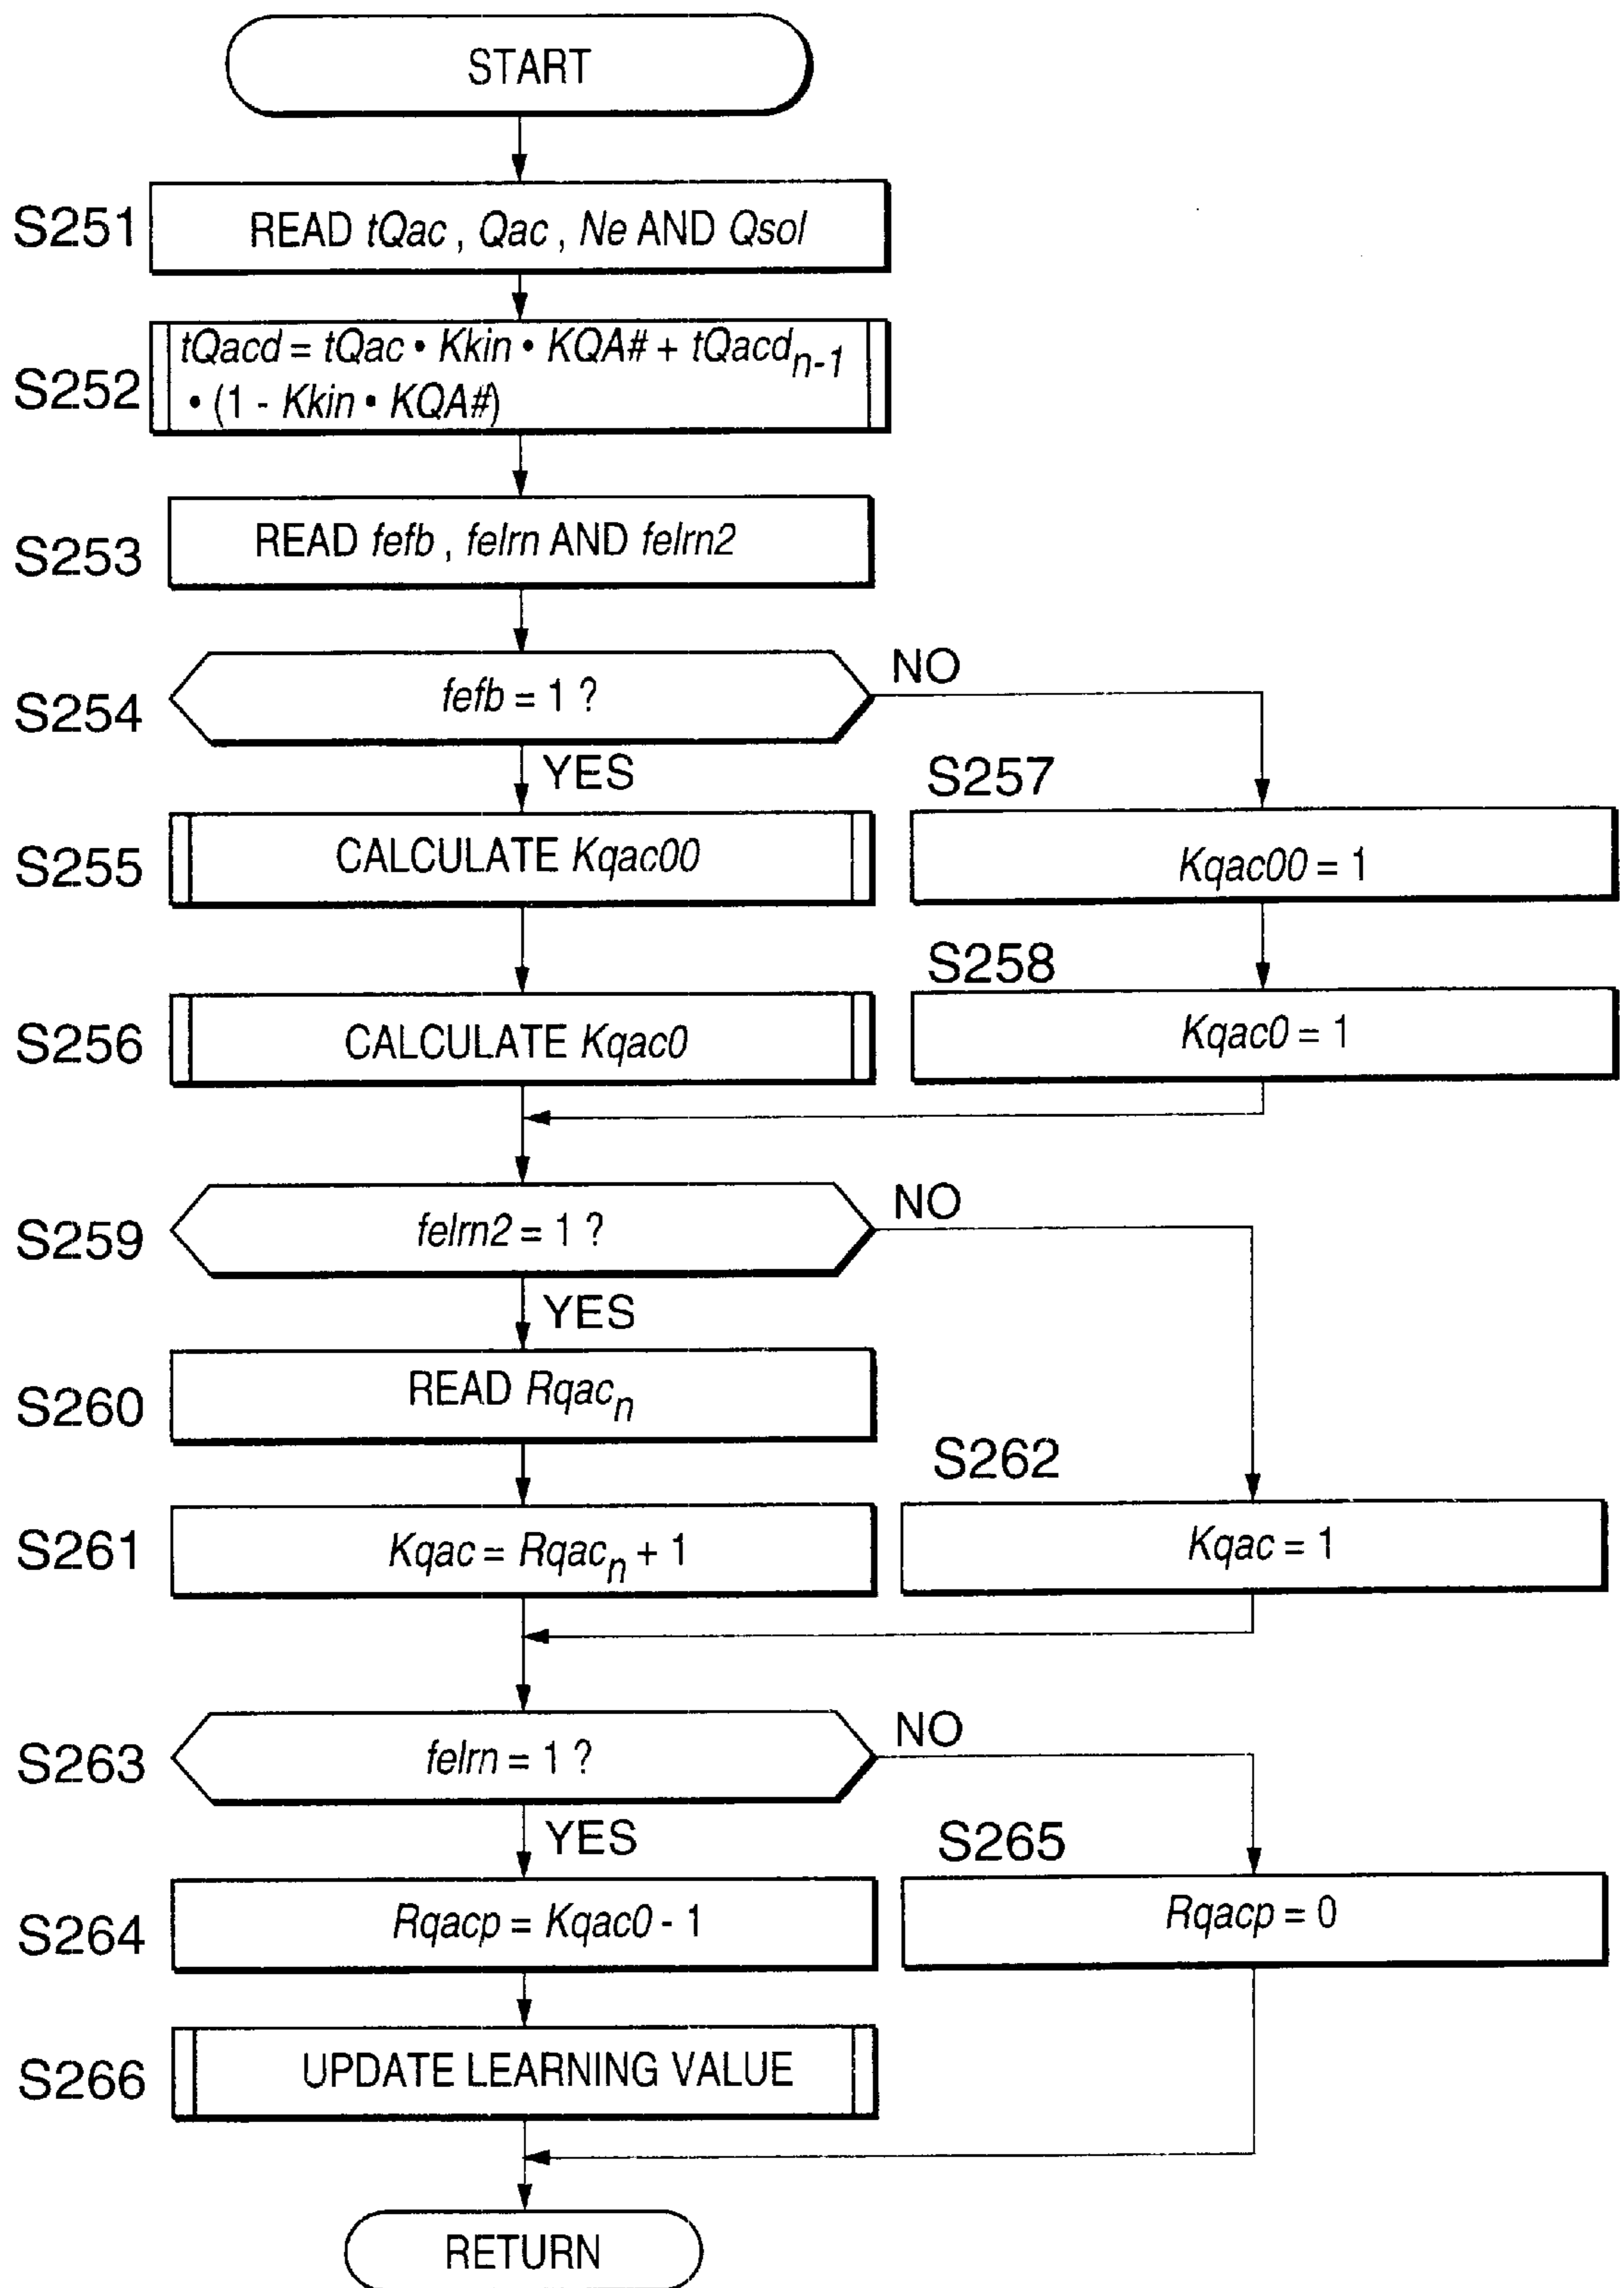 START
S251
READ tQac , Qac , Ne AND Qsol
S252
tQacd = tQac • Kkin • KQA# + tQacdn-1
• (1 - Kkin • KQA#)
S253
READ fefb , felrn AND felrn2
S254
fefb = 1 ?
NO
YES
S255
CALCULATE Kqac00
S257
Kqac00 = 1
S256
CALCULATE Kqac0
S258
Kqac0 = 1
S259
felrn2 = 1 ?
NO
YES
S260
READ Rqacn
S261
Kqac = Rqacn + 1
S262
Kqac = 1
S263
felrn = 1 ?
NO
YES
S264
Rqacp = Kqac0 - 1
S265
Rqacp = 0
S266
UPDATE LEARNING VALUE
RETURN